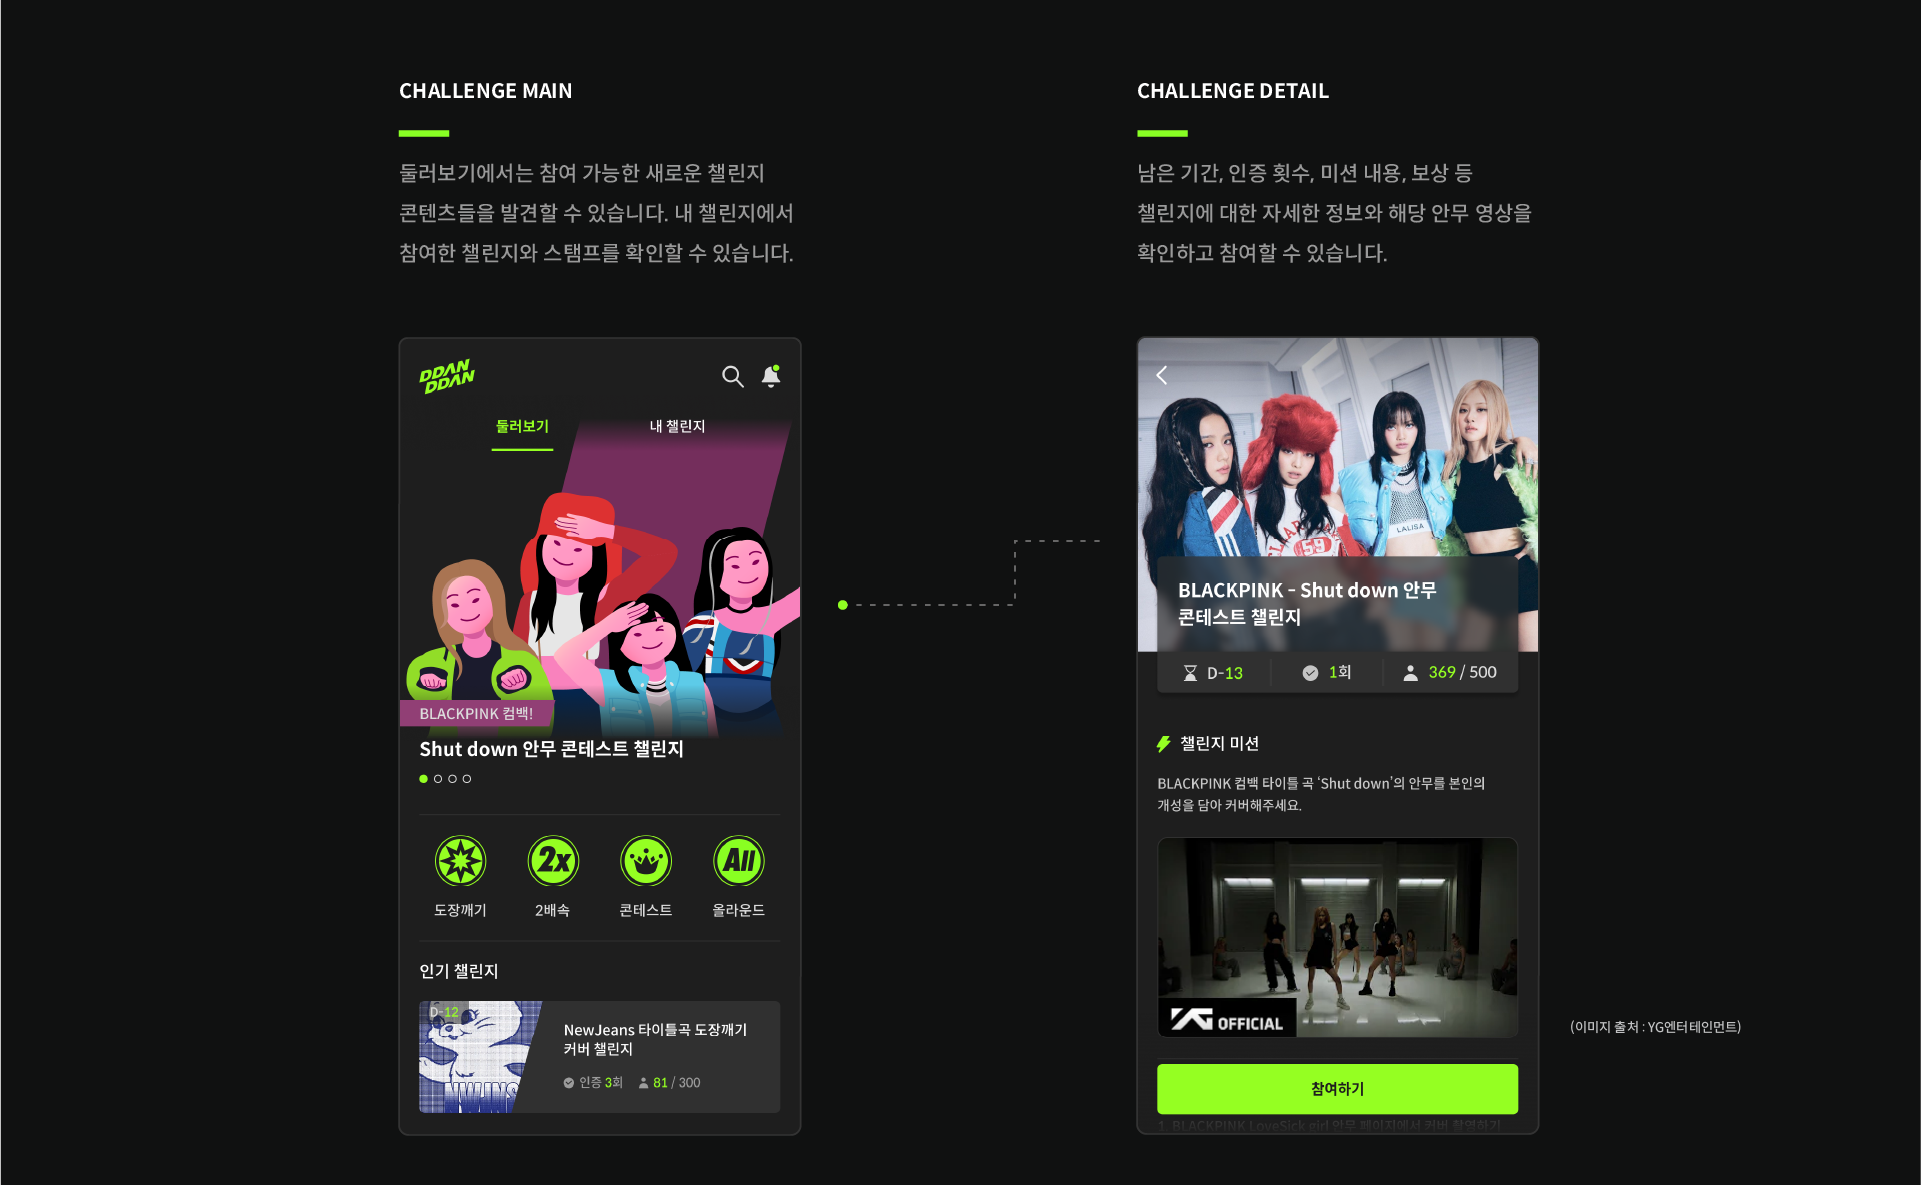 CHALLENGE MAIN
둘러보기에서는 참여 가능한 새로운 챌린지
콘텐츠들을 발견할 수 있습니다. 내 챌린지에서
참여한 챌린지와 스탬프를 확인할 수 있습니다.
DDAN
DDAN
둘러보기
내 챌린지
BLACKPINK 컴백!
Shut down 안무 콘테스트 챌린지
2x
All
도장깨기
2배속
콘테스트
올라운드
인기 챌린지
D-12
NWJNS
NewJeans 타이틀곡 도장깨기
커버 챌린지
인증 3회
81 / 300
CHALLENGE DETAIL
남은 기간, 인증 횟수, 미션 내용, 보상 등
챌린지에 대한 자세한 정보와 해당 안무 영상을
확인하고 참여할 수 있습니다.
59
LALISA
BLACKPINK - Shut down 안무
콘테스트 챌린지
D-13
1회
369 / 500
챌린지 미션
BLACKPINK 컴백 타이틀 곡 ‘Shut down’의 안무를 본인의
개성을 담아 커버해주세요.
YG OFFICIAL
참여하기
1. BLACKPINK LoveSick girl 안무 페이지에서 커버 촬영하기
(이미지 출처 : YG엔터테인먼트)